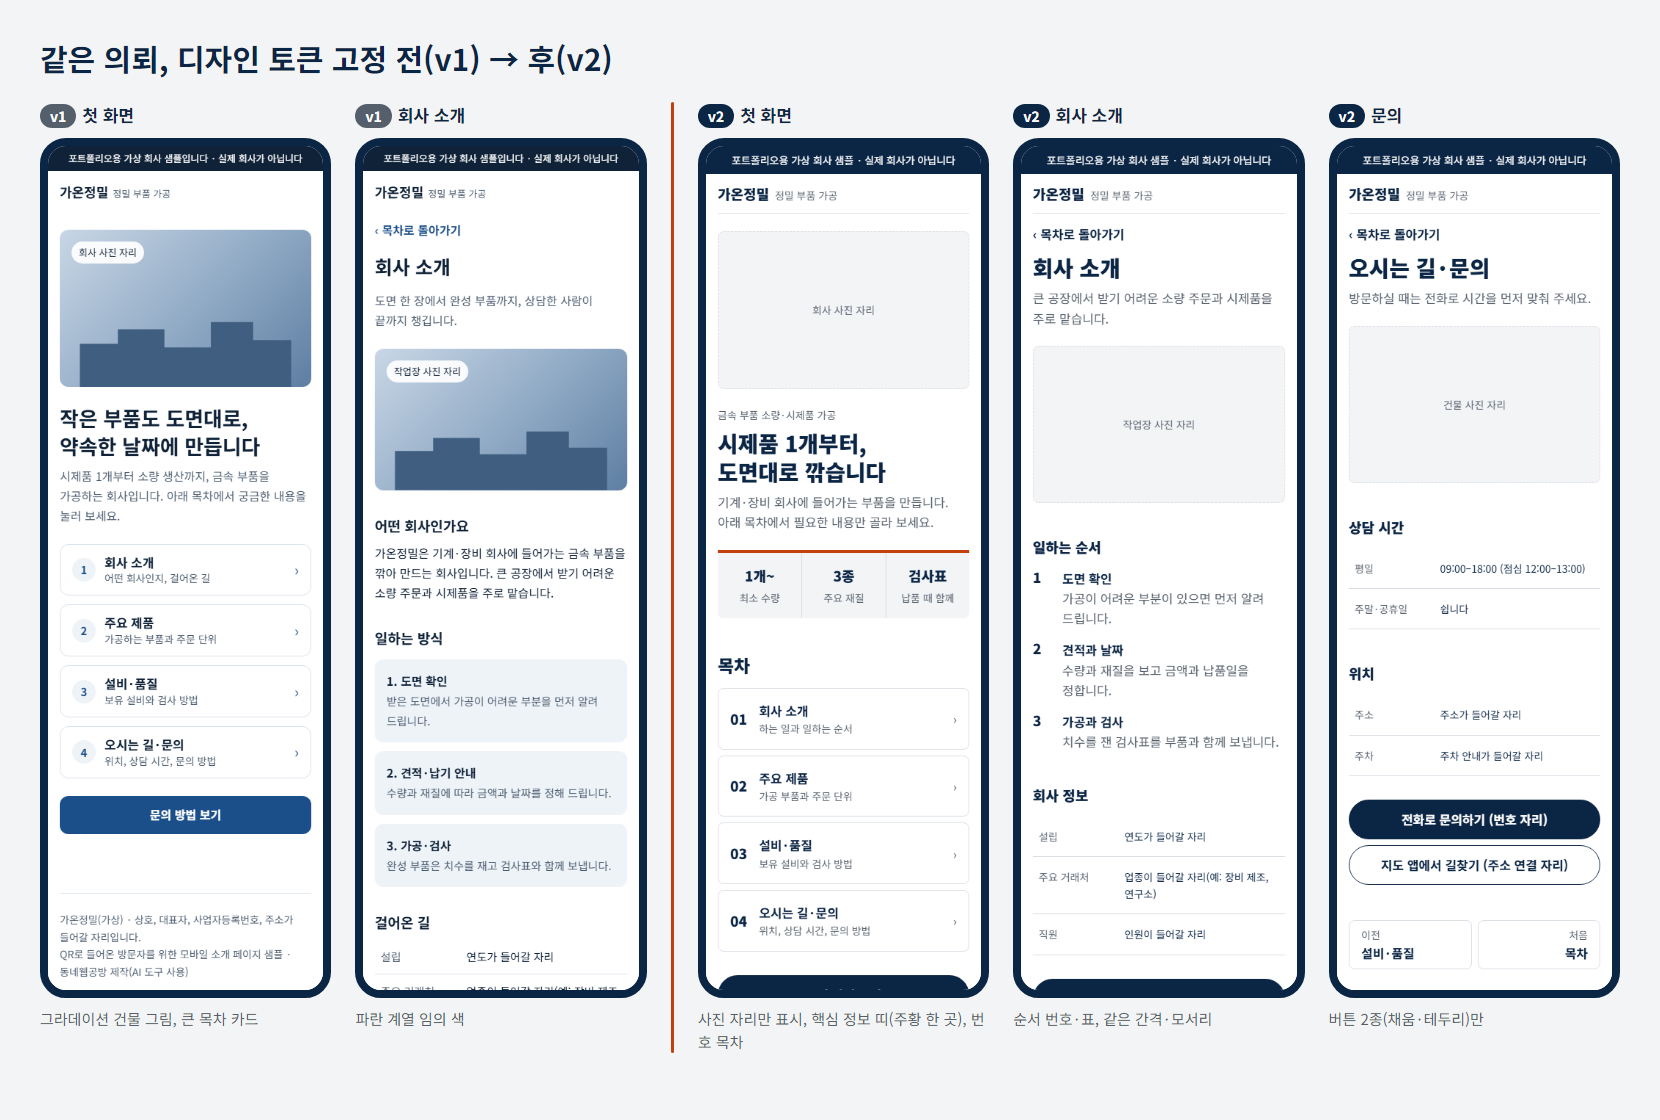 같은 의뢰, 디자인 토큰 고정 전(v1) → 후(v2)
v1 첫 화면
포트폴리오용 가상 회사 샘플입니다 · 실제 회사가 아닙니다
가온정밀 정밀 부품 가공
회사 사진 자리
작은 부품도 도면대로,
약속한 날짜에 만듭니다
시제품 1개부터 소량 생산까지, 금속 부품을
가공하는 회사입니다. 아래 목차에서 궁금한 내용을
눌러 보세요.
1 회사 소개
어떤 회사인지, 걸어온 길 ›
2 주요 제품
가공하는 부품과 주문 단위 ›
3 설비·품질
보유 설비와 검사 방법 ›
4 오시는 길·문의
위치, 상담 시간, 문의 방법 ›
문의 방법 보기
가온정밀(가상) · 상호, 대표자, 사업자등록번호, 주소가
들어갈 자리입니다.
QR로 들어온 방문자를 위한 모바일 소개 페이지 샘플 ·
동네웹공방 제작(AI 도구 사용)
그라데이션 건물 그림, 큰 목차 카드
v1 회사 소개
포트폴리오용 가상 회사 샘플입니다 · 실제 회사가 아닙니다
가온정밀 정밀 부품 가공
‹ 목차로 돌아가기
회사 소개
도면 한 장에서 완성 부품까지, 상담한 사람이
끝까지 챙깁니다.
작업장 사진 자리
어떤 회사인가요
가온정밀은 기계·장비 회사에 들어가는 금속 부품을
깎아 만드는 회사입니다. 큰 공장에서 받기 어려운
소량 주문과 시제품을 주로 맡습니다.
일하는 방식
1. 도면 확인
받은 도면에서 가공이 어려운 부분을 먼저 알려
드립니다.
2. 견적·납기 안내
수량과 재질에 따라 금액과 날짜를 정해 드립니다.
3. 가공·검사
완성 부품은 치수를 재고 검사표와 함께 보냅니다.
걸어온 길
설립 연도가 들어갈 자리
파란 계열 임의 색
v2 첫 화면
포트폴리오용 가상 회사 샘플 · 실제 회사가 아닙니다
가온정밀 정밀 부품 가공
회사 사진 자리
금속 부품 소량·시제품 가공
시제품 1개부터,
도면대로 깎습니다
기계·장비 회사에 들어가는 부품을 만듭니다.
아래 목차에서 필요한 내용만 골라 보세요.
1개~ 3종 검사표
최소 수량 주요 재질 납품 때 함께
목차
01 회사 소개
하는 일과 일하는 순서 ›
02 주요 제품
가공 부품과 주문 단위 ›
03 설비·품질
보유 설비와 검사 방법 ›
04 오시는 길·문의
위치, 상담 시간, 문의 방법 ›
사진 자리만 표시, 핵심 정보 띠(주황 한 곳), 번
호 목차
v2 회사 소개
포트폴리오용 가상 회사 샘플 · 실제 회사가 아닙니다
가온정밀 정밀 부품 가공
‹ 목차로 돌아가기
회사 소개
큰 공장에서 받기 어려운 소량 주문과 시제품을
주로 맡습니다.
작업장 사진 자리
일하는 순서
1 도면 확인
가공이 어려운 부분이 있으면 먼저 알려
드립니다.
2 견적과 날짜
수량과 재질을 보고 금액과 납품일을
정합니다.
3 가공과 검사
치수를 잰 검사표를 부품과 함께 보냅니다.
회사 정보
설립 연도가 들어갈 자리
주요 거래처 업종이 들어갈 자리(예: 장비 제조,
연구소)
직원 인원이 들어갈 자리
순서 번호·표, 같은 간격·모서리
v2 문의
포트폴리오용 가상 회사 샘플 · 실제 회사가 아닙니다
가온정밀 정밀 부품 가공
‹ 목차로 돌아가기
오시는 길·문의
방문하실 때는 전화로 시간을 먼저 맞춰 주세요.
건물 사진 자리
상담 시간
평일 09:00–18:00 (점심 12:00–13:00)
주말·공휴일 쉽니다
위치
주소 주소가 들어갈 자리
주차 주차 안내가 들어갈 자리
전화로 문의하기 (번호 자리)
지도 앱에서 길찾기 (주소 연결 자리)
이전 처음
설비·품질 목차
버튼 2종(채움·테두리)만